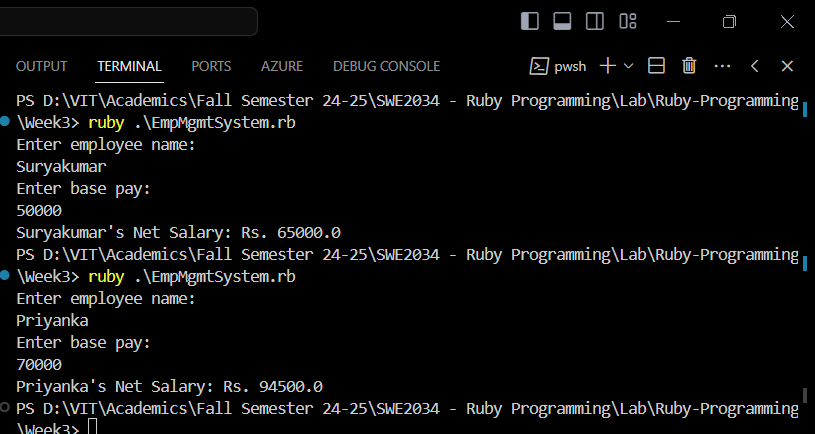 OUTPUT TERMINAL PORTS AZURE DEBUG CONSOLE pwsh
PS D:\VIT\Academics\Fall Semester 24-25\SWE2034 - Ruby Programming\Lab\Ruby-Programming
\Week3> ruby .\EmpMgmtSystem.rb
Enter employee name:
Suryakumar
Enter base pay:
50000
Suryakumar's Net Salary: Rs. 65000.0
PS D:\VIT\Academics\Fall Semester 24-25\SWE2034 - Ruby Programming\Lab\Ruby-Programming
\Week3> ruby .\EmpMgmtSystem.rb
Enter employee name:
Priyanka
Enter base pay:
70000
Priyanka's Net Salary: Rs. 94500.0
PS D:\VIT\Academics\Fall Semester 24-25\SWE2034 - Ruby Programming\Lab\Ruby-Programming
\Week3>